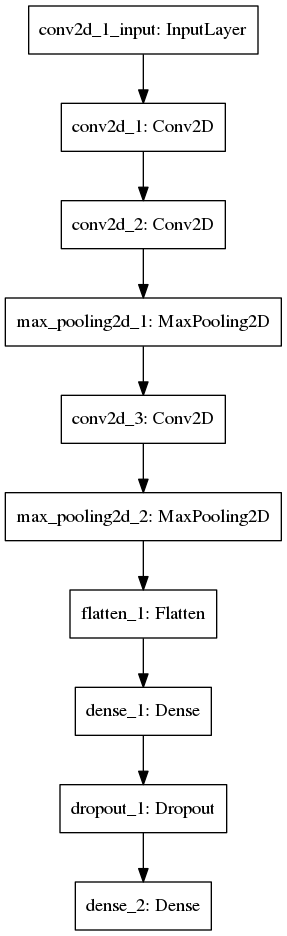 conv2d_1_input: InputLayer
conv2d_1: Conv2D
conv2d_2: Conv2D
max_pooling2d_1: MaxPooling2D
conv2d_3: Conv2D
max_pooling2d_2: MaxPooling2D
flatten_1: Flatten
dense_1: Dense
dropout_1: Dropout
dense_2: Dense